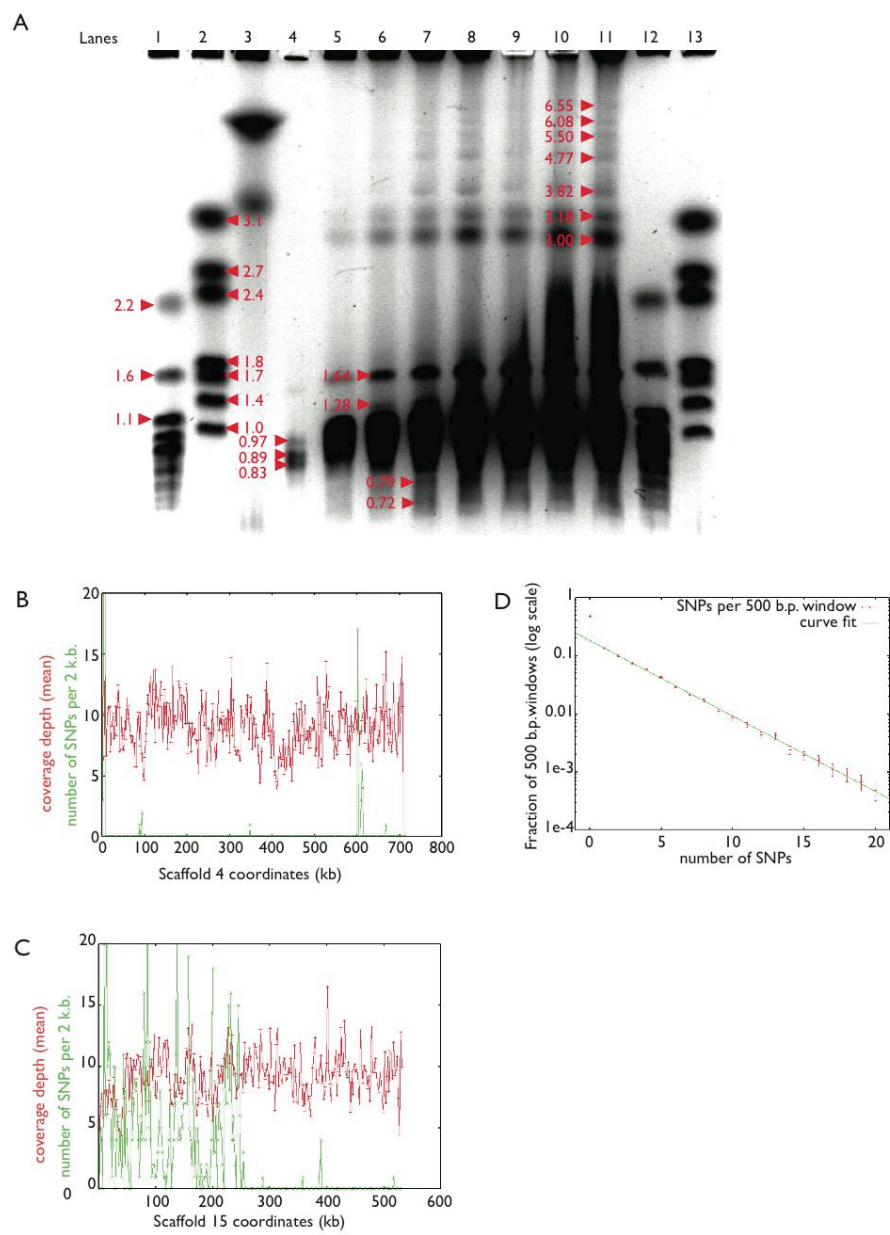 A
Lanes 1 2 3 4 5 6 7 8 9 10 11 12 13
6.55
6.08
5.50
4.77
3.82
3.18
3.00
3.1
2.7
2.4
2.2
1.8
1.7
1.6
1.64
1.4
1.28
1.1
1.0
0.97
0.89
0.83
0.79
0.72
B
20
15
10
5
0
coverage depth (mean)
number of SNPs per 2 k.b.
0 100 200 300 400 500 600 700 800
Scaffold 4 coordinates (kb)
D
1
0.1
0.01
1e-3
1e-4
Fraction of 500 b.p.windows (log scale)
SNPs per 500 b.p. window
curve fit
0 5 10 15 20
number of SNPs
C
20
15
10
5
0
coverage depth (mean)
number of SNPs per 2 k.b.
0 100 200 300 400 500 600
Scaffold 15 coordinates (kb)